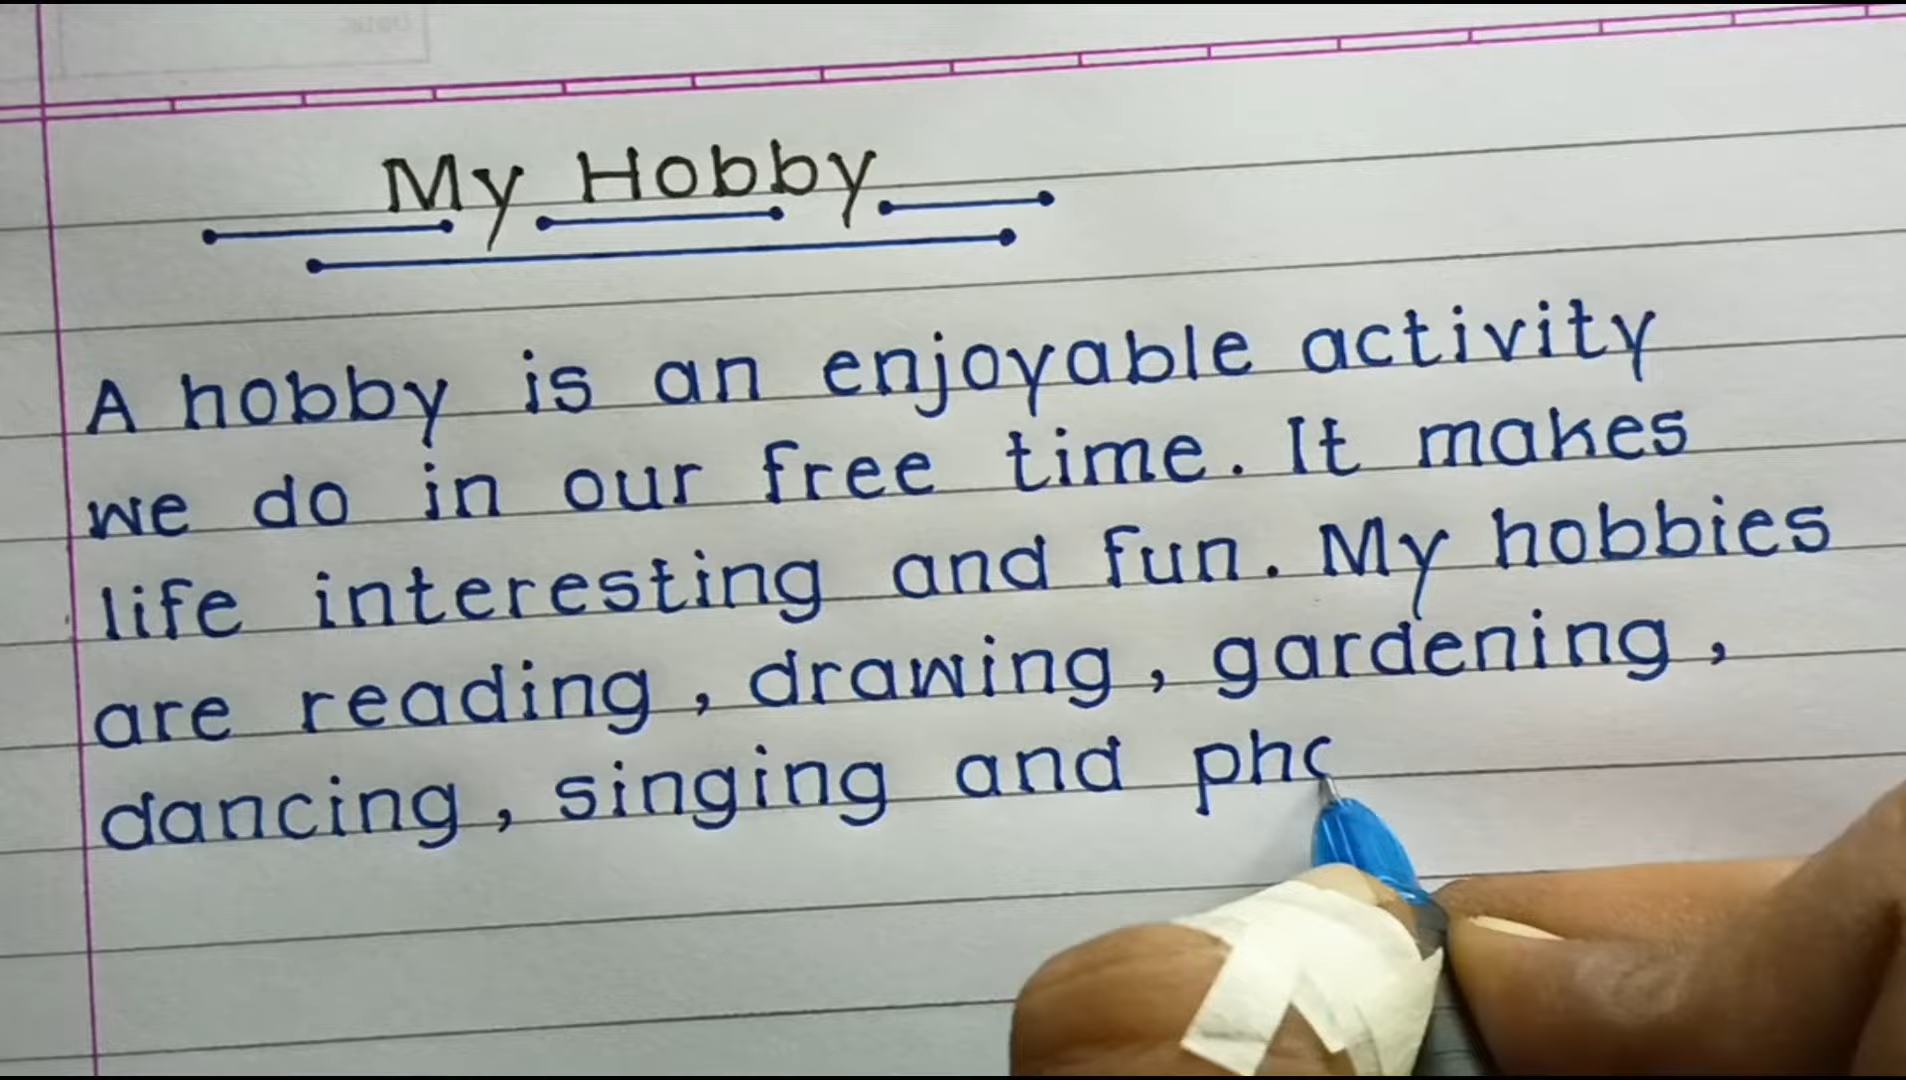 My Hobby
A hobby is an enjoyable activity
we do in our free time. It makes
life interesting and fun. My hobbies
are reading, drawing, gardening,
dancing, singing and pho